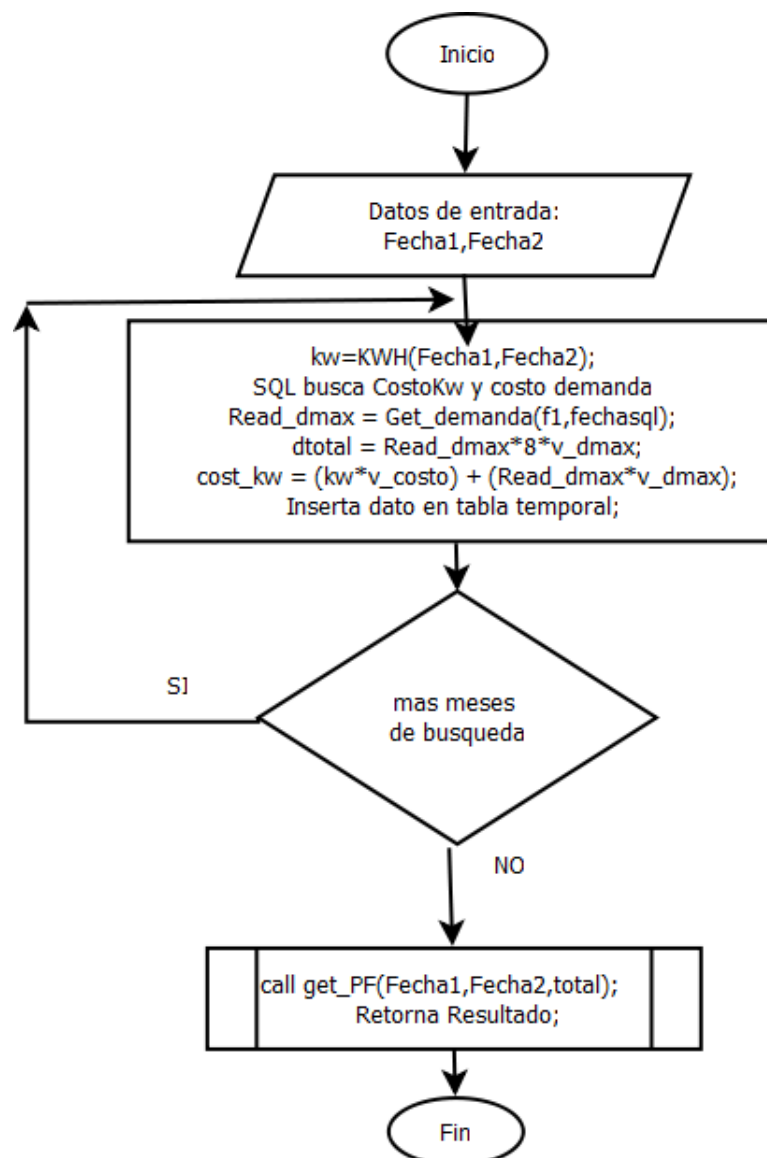 Inicio
Datos de entrada:
Fecha1,Fecha2
kw=KWH(Fecha1,Fecha2);
SQL busca CostoKw y costo demanda
Read_dmax = Get_demanda(f1,fechasql);
dtotal = Read_dmax*8*v_dmax;
cost_kw = (kw*v_costo) + (Read_dmax*v_dmax);
Inserta dato en tabla temporal;
SI
mas meses
de busqueda
NO
call get_PF(Fecha1,Fecha2,total);
Retorna Resultado;
Fin